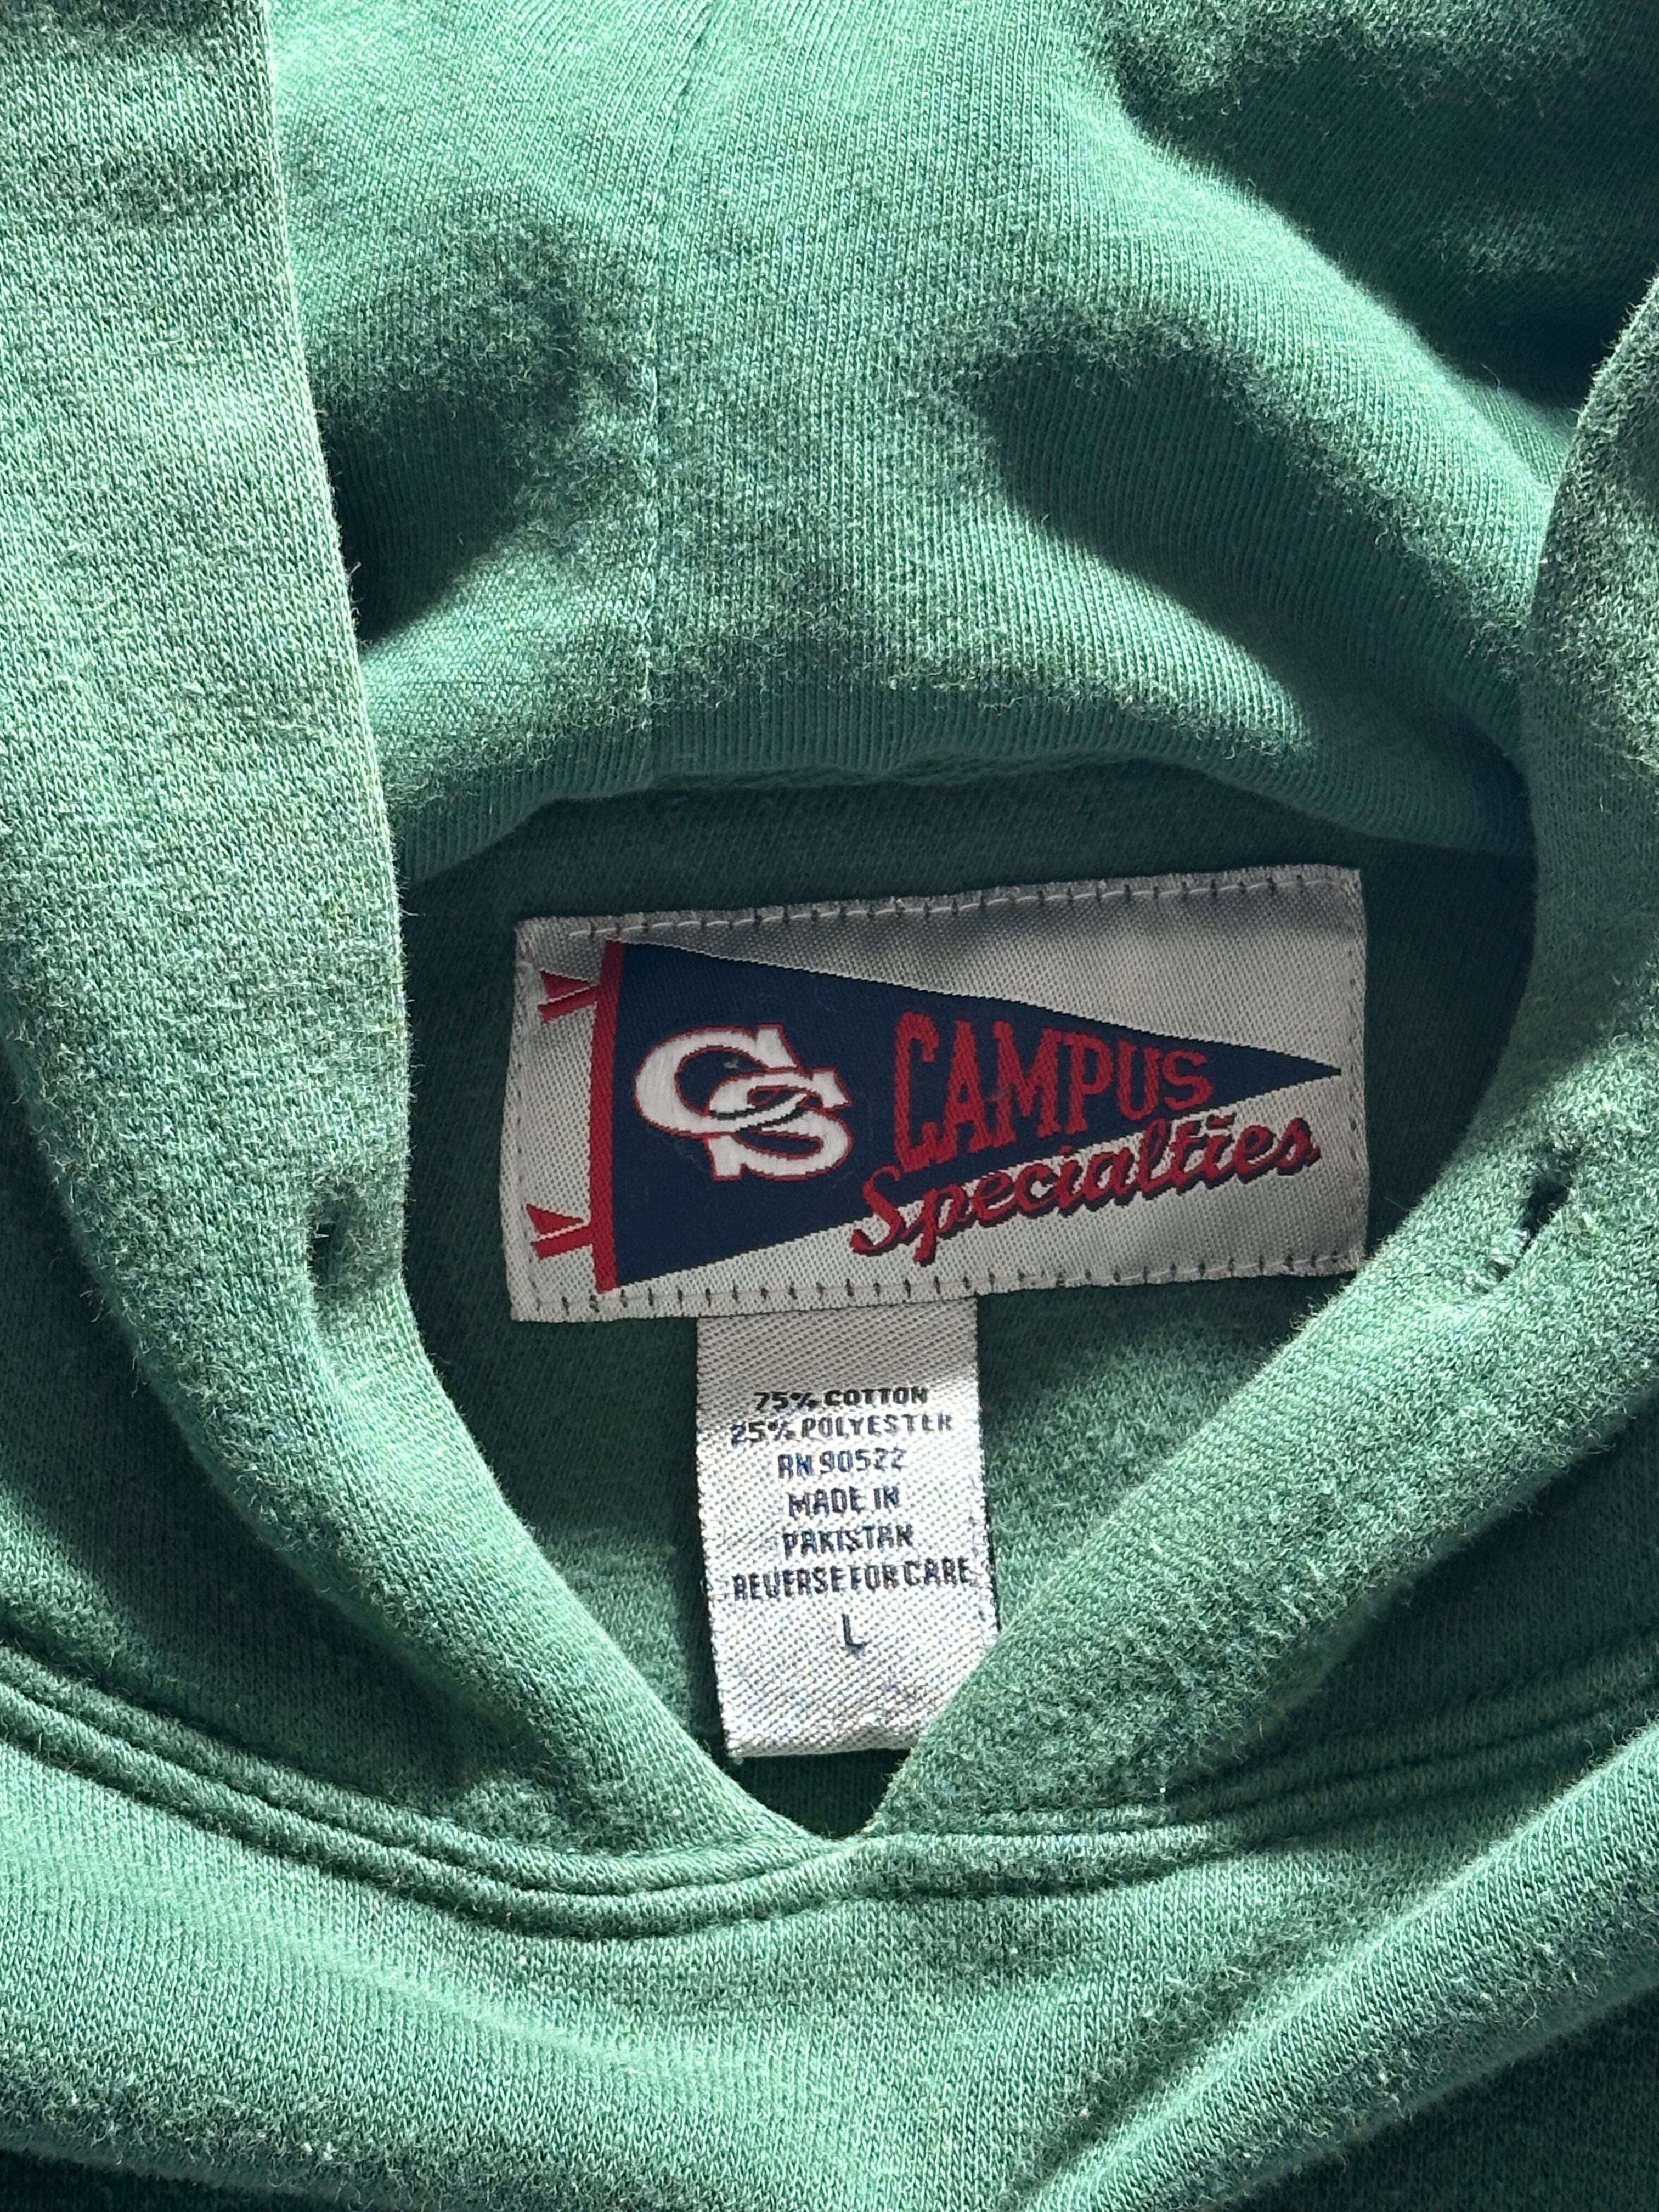 CS CAMPUS
Specialties
75% COTTON
25% POLYESTER
RN 90522
MADE IN
PAKISTAN
REVERSE FOR CARE
L